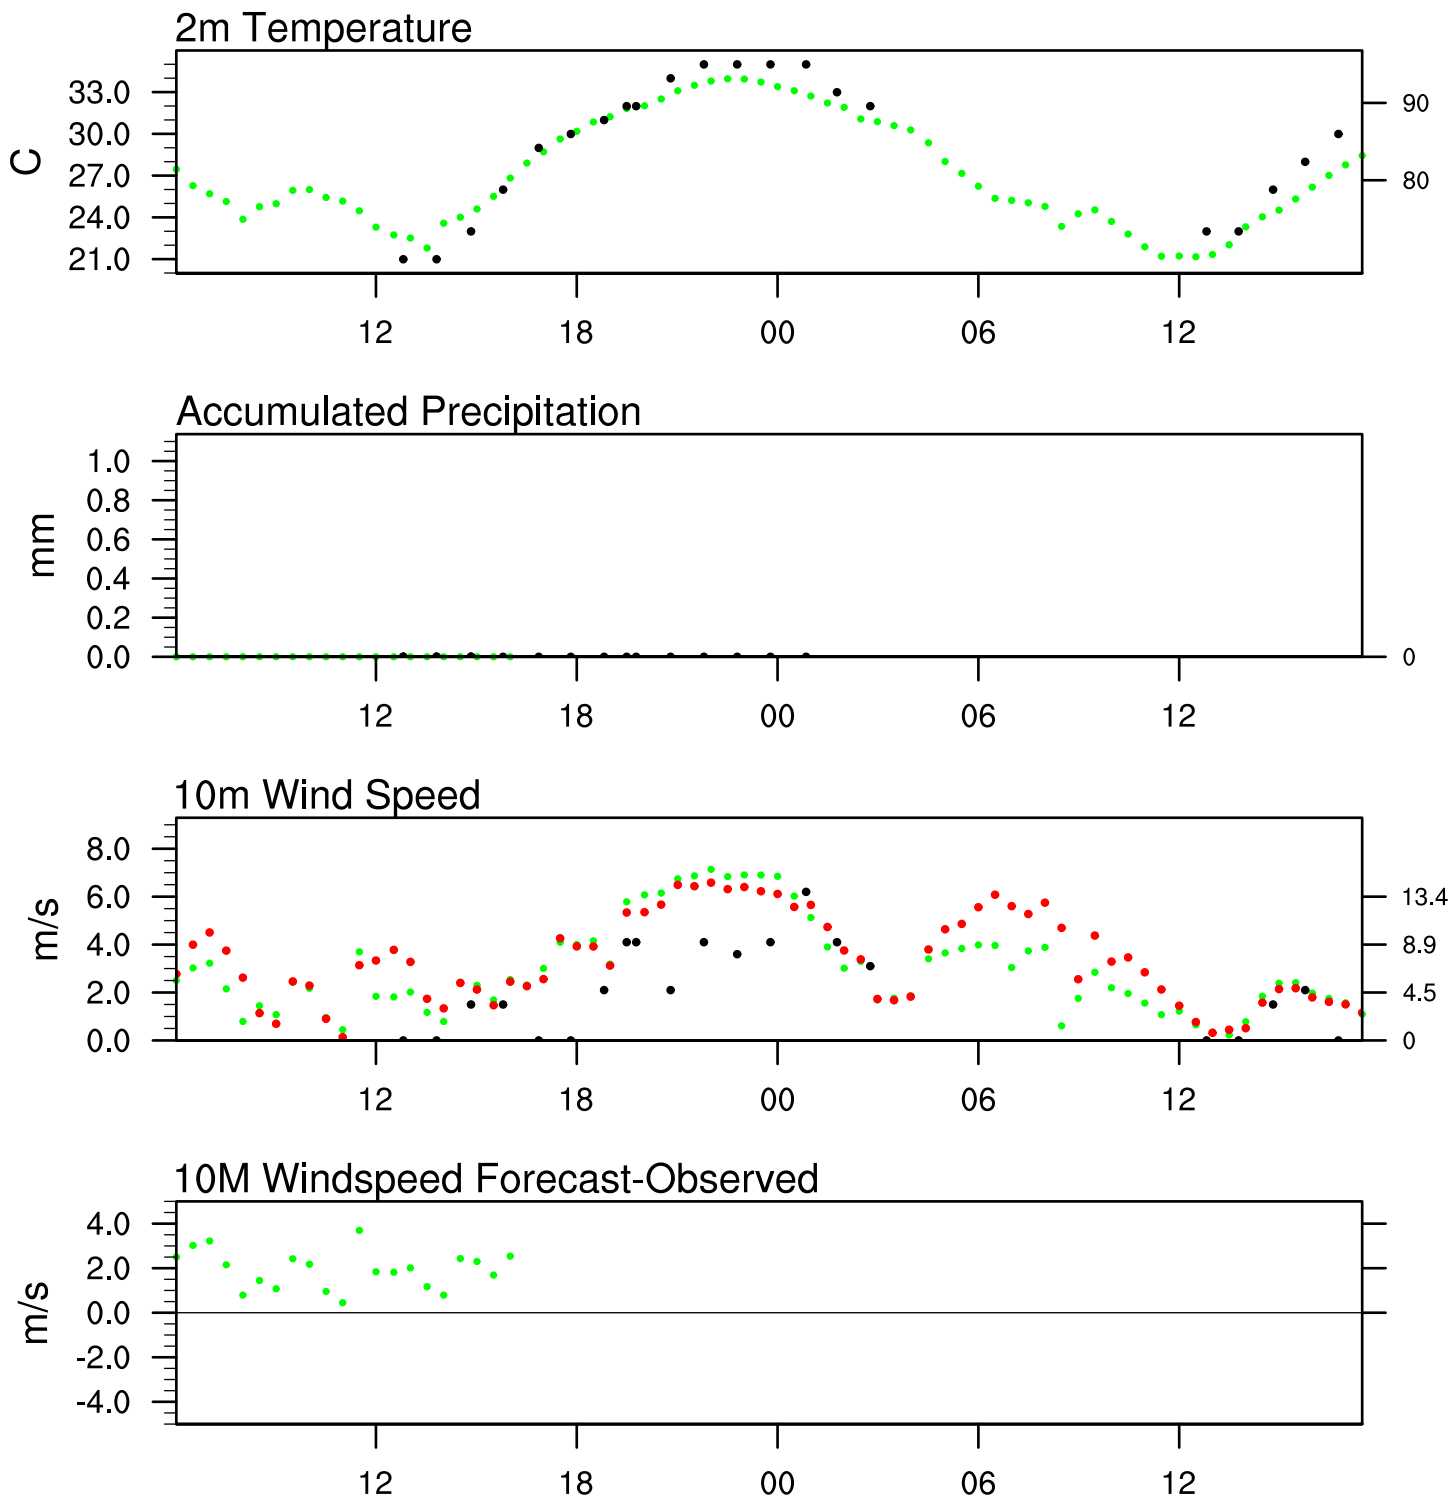 2m Temperature
33.0
30.0
27.0
24.0
21.0
C
90
80
12 18 00 06 12
Accumulated Precipitation
1.0
0.8
0.6
0.4
0.2
0.0
mm
0
12 18 00 06 12
10m Wind Speed
8.0
6.0
4.0
2.0
0.0
m/s
13.4
8.9
4.5
0
12 18 00 06 12
10M Windspeed Forecast-Observed
4.0
2.0
0.0
-2.0
-4.0
m/s
12 18 00 06 12